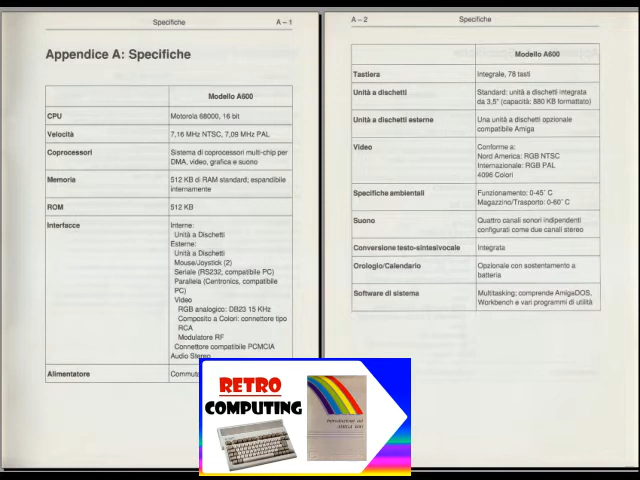 Specifiche
A – 1
Appendice A: Specifiche
Modello A600
CPU
Motorola 68000, 16 bit
Velocità
7,16 MHz NTSC, 7,09 MHz PAL
Coprocessori
Sistema di coprocessori multi-chip per
DMA, video, grafica e suono
Memoria
512 KB di RAM standard; espandibile
internamente
ROM
512 KB
Interfacce
Interne:
Unità a Dischetti
Esterne:
Unità a Dischetti
Mouse/Joystick (2)
Seriale (RS232, compatibile PC)
Parallela (Centronics, compatibile
PC)
Video
RGB analogico: DB23 15 KHz
Composito a Colori: connettore tipo
RCA
Modulatore RF
Connettore compatibile PCMCIA
Audio Stereo
Alimentatore
A – 2
Specifiche
Modello A600
Tastiera
Integrale, 78 tasti
Unità a dischetti
Standard: unità a dischetti integrata
da 3,5" (capacità: 880 KB formattato)
Unità a dischetti esterne
Una unità a dischetti opzionale
compatibile Amiga
Video
Conforme a:
Nord America: RGB NTSC
Internazionale: RGB PAL
4096 Colori
Specifiche ambientali
Funzionamento: 0-45° C
Magazzino/Trasporto: 0-60° C
Suono
Quattro canali sonori indipendenti
configurati come due canali stereo
Conversione testo-sintesivocale
Integrata
Orologio/Calendario
Opzionale con sostentamento a
batteria
Software di sistema
Multitasking; comprende AmigaDOS,
Workbench e vari programmi di utilità
RETRO
COMPUTING